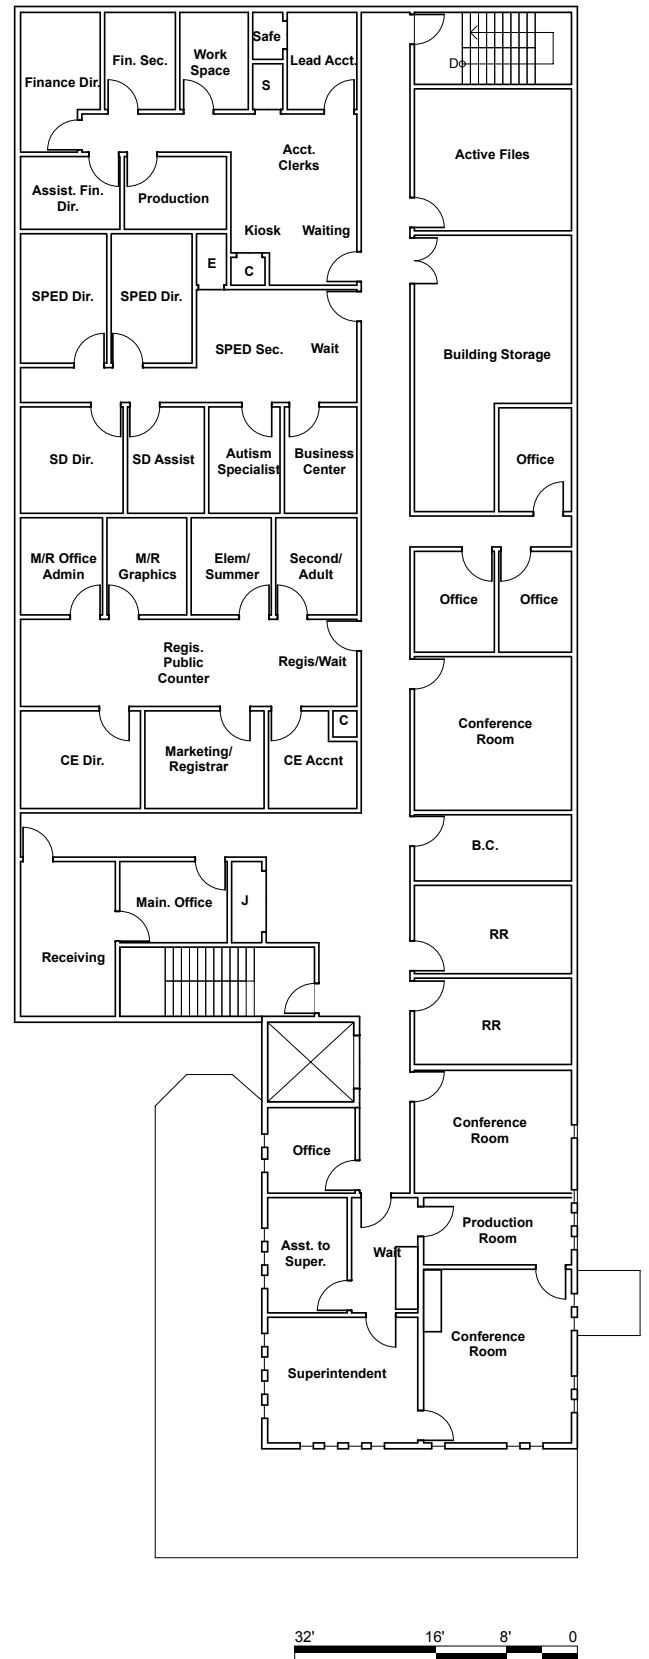 Safe
Fin. Sec.
Work
Space
Lead Acct.
Finance Dir.
S
D
Active Files
Acct.
Clerks
Assist. Fin.
Dir.
Production
Kiosk
Waiting
E
C
SPED Dir.
SPED Dir.
SPED Sec.
Wait
Building Storage
SD Dir.
SD Assist
Autism
Specialist
Business
Center
Office
M/R Office
Admin
M/R
Graphics
Elem/
Summer
Second/
Adult
Office
Office
Regis.
Public
Counter
Regis/Wait
C
Conference
Room
CE Dir.
Marketing/
Registrar
CE Accnt
B.C.
Main. Office
J
RR
Receiving
RR
Office
Conference
Room
Asst. to
Super.
Wait
Production
Room
Superintendent
Conference
Room
32' 16' 8' 0